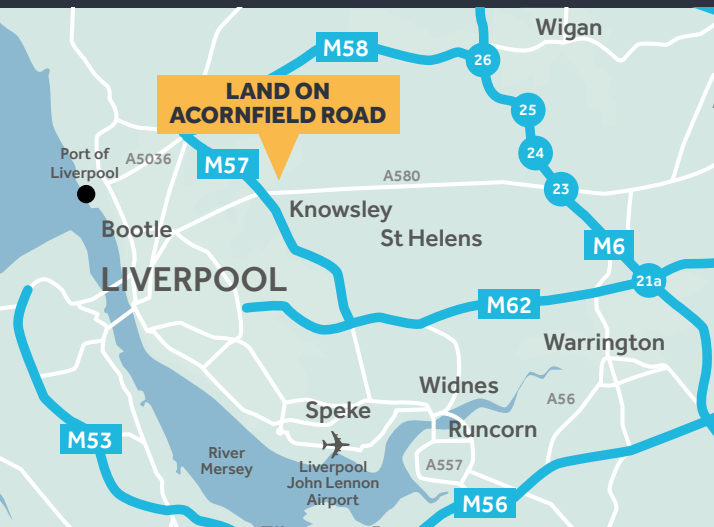 Wigan
M58
26
LAND ON
ACORNFIELD ROAD
25
24
Port of
Liverpool
A5036
M57
A580
23
Knowsley
Bootle
St Helens
M6
LIVERPOOL
21a
M62
Warrington
Widnes
A56
Speke
Runcorn
M53
River
Mersey
Liverpool
John Lennon
Airport
A557
M56